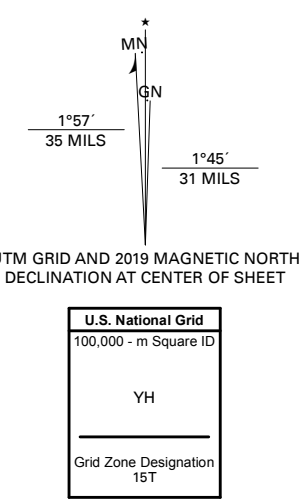 MN
GN
1°57´
35 MILS
1°45´
31 MILS
UTM GRID AND 2019 MAGNETIC NORTH
DECLINATION AT CENTER OF SHEET
U.S. National Grid
100,000 - m Square ID
YH
Grid Zone Designation
15T